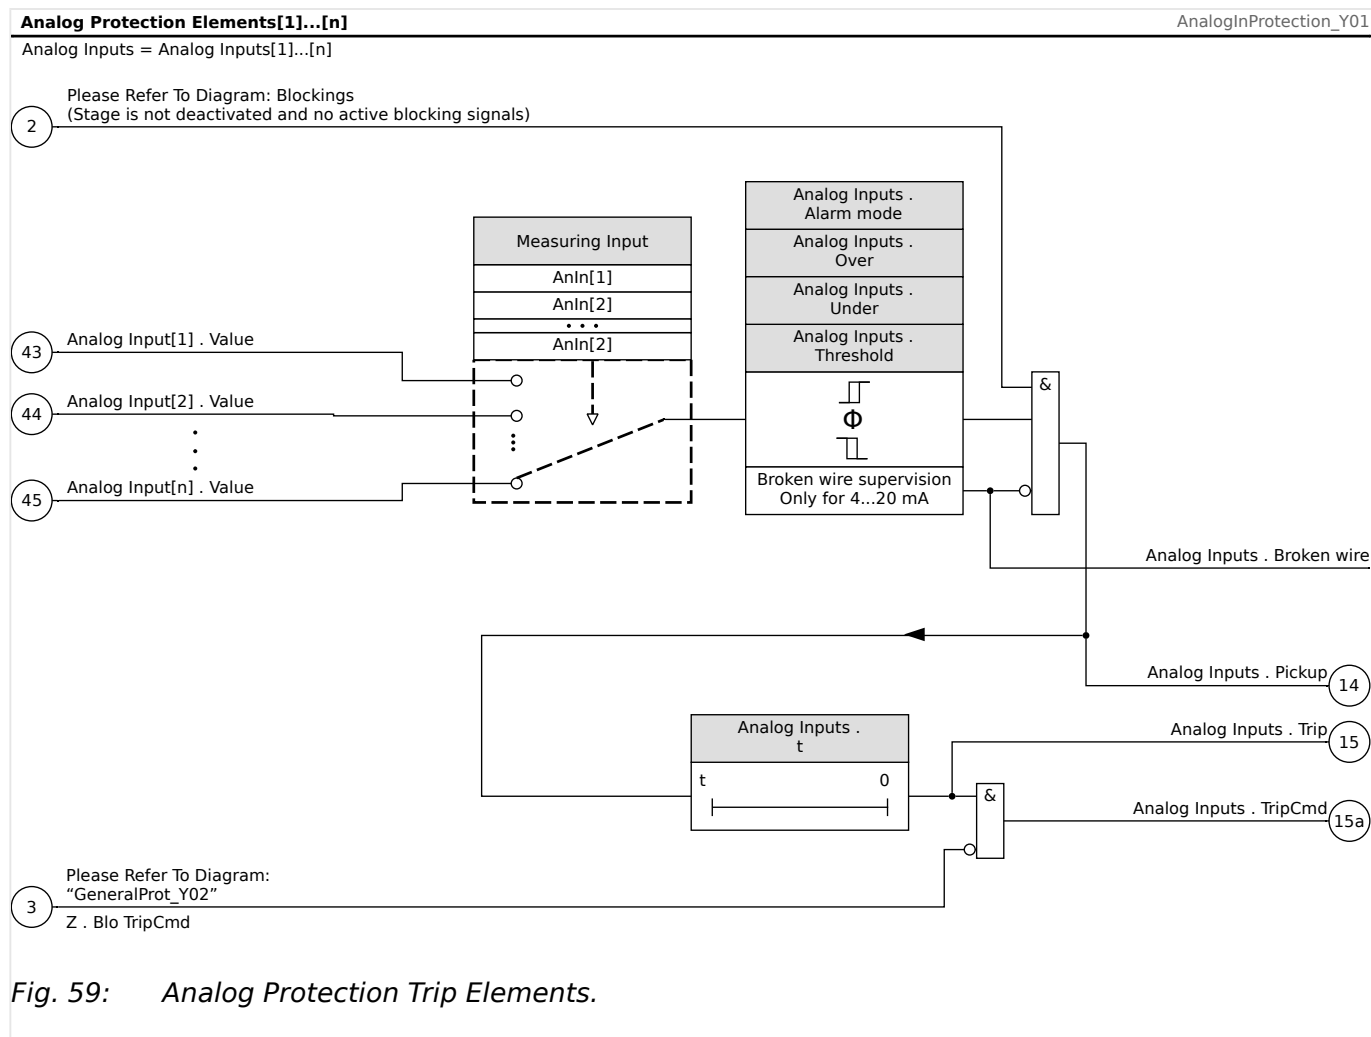 Analog Protection Elements[1]...[n]
AnalogInProtection_Y01
Analog Inputs = Analog Inputs[1]...[n]
Please Refer To Diagram: Blockings
(Stage is not deactivated and no active blocking signals)
2
Analog Inputs .
Alarm mode
Measuring Input
Analog Inputs .
Over
AnIn[1]
Analog Inputs .
Under
AnIn[2]
• • •
AnIn[2]
Analog Inputs .
Threshold
43
Analog Input[1] . Value
44
Analog Input[2] . Value
45
Analog Input[n] . Value
Φ
&
Broken wire supervision
Only for 4...20 mA
Analog Inputs . Broken wire
Analog Inputs . Pickup
14
Analog Inputs .
t
Analog Inputs . Trip
15
t
0
&
Analog Inputs . TripCmd
15a
Please Refer To Diagram:
“GeneralProt_Y02”
3
Z . Blo TripCmd
Fig. 59: Analog Protection Trip Elements.